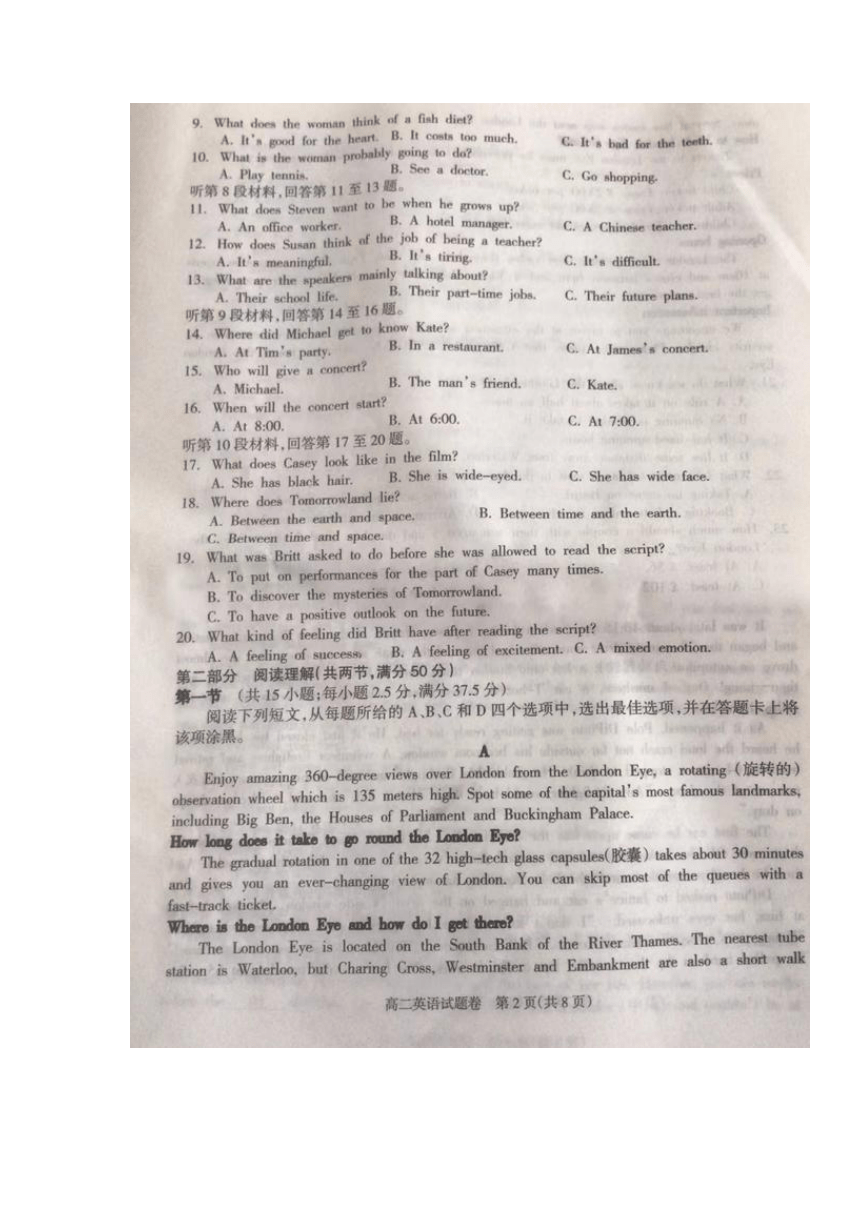 9. What does the woman think of a fish diet?
A. It's good for the heart. B. It costs too much. C. It's bad for the teeth.
10. What is the woman probably going to do?
A. Play tennis. B. See a doctor. C. Go shopping.
听第8段材料,回答第11至13题。
11. What does Steven want to be when he grows up?
A. An office worker. B. A hotel manager. C. A Chinese teacher.
12. How does Susan think of the job of being a teacher?
A. It's meaningful. B. It's tiring. C. It's difficult.
13. What are the speakers mainly talking about?
A. Their school life. B. Their part-time jobs. C. Their future plans.
听第9段材料,回答第14至16题。
14. Where did Michael get to know Kate?
A. At Tim's party. B. In a restaurant. C. At James's concert.
15. Who will give a concert?
A. Michael. B. The man's friend. C. Kate.
16. When will the concert start?
A. At 8:00. B. At 6:00. C. At 7:00.
听第10段材料,回答第17至20题。
17. What does Casey look like in the film?
A. She has black hair. B. She is wide-eyed. C. She has wide face.
18. Where does Tomorrowland lie?
A. Between the earth and space. B. Between time and the earth.
C. Between time and space.
19. What was Britt asked to do before she was allowed to read the script?
A. To put on performances for the part of Casey many times.
B. To discover the mysteries of Tomorrowland.
C. To have a positive outlook on the future.
20. What kind of feeling did Britt have after reading the script?
A. A feeling of success. B. A feeling of excitement. C. A mixed emotion.
第二部分 阅读理解(共两节,满分50分)
第一节 (共15小题;每小题2.5分,满分37.5分)
阅读下列短文,从每题所给的A、B、C和D四个选项中,选出最佳选项,并在答题卡上将
该项涂黑。
A
Enjoy amazing 360-degree views over London from the London Eye, a rotating (旋转的)
observation wheel which is 135 meters high. Spot some of the capital's most famous landmarks,
including Big Ben, the Houses of Parliament and Buckingham Palace.
How long does it take to go round the London Eye?
The gradual rotation in one of the 32 high-tech glass capsules(胶囊) takes about 30 minutes
and gives you an ever-changing view of London. You can skip most of the queues with a
fast-track ticket.
Where is the London Eye and how do I get there?
The London Eye is located on the South Bank of the River Thames. The nearest tube
station is Waterloo, but Charing Cross, Westminster and Embankment are also a short walk
高二英语试题卷 第2页(共8页)